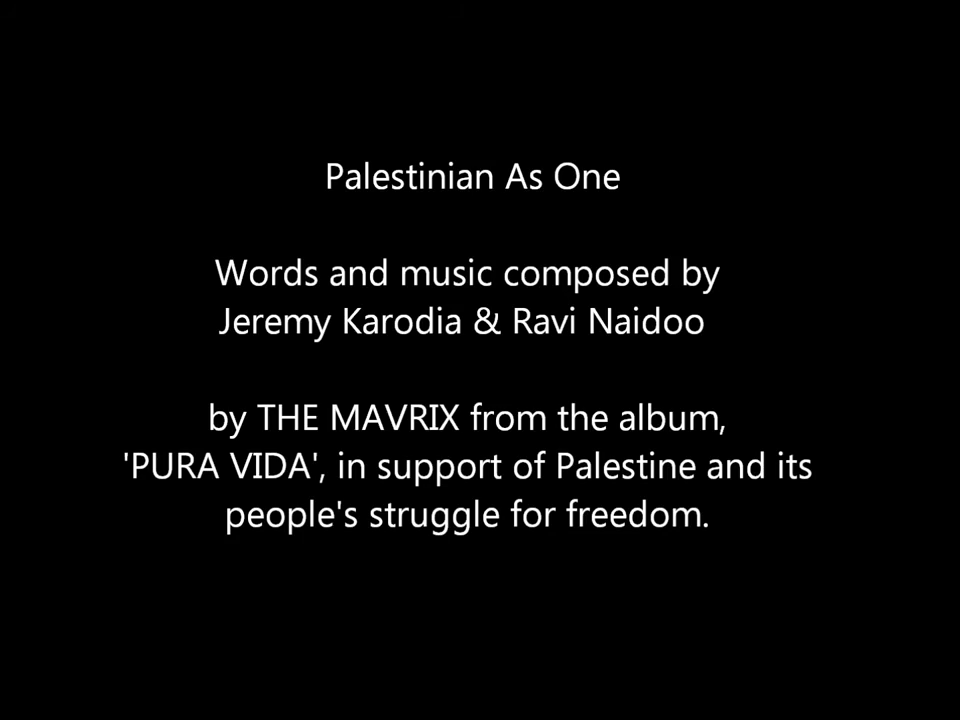 Palestinian As One
Words and music composed by
Jeremy Karodia & Ravi Naidoo
by THE MAVRIX from the album,
'PURA VIDA', in support of Palestine and its
people's struggle for freedom.